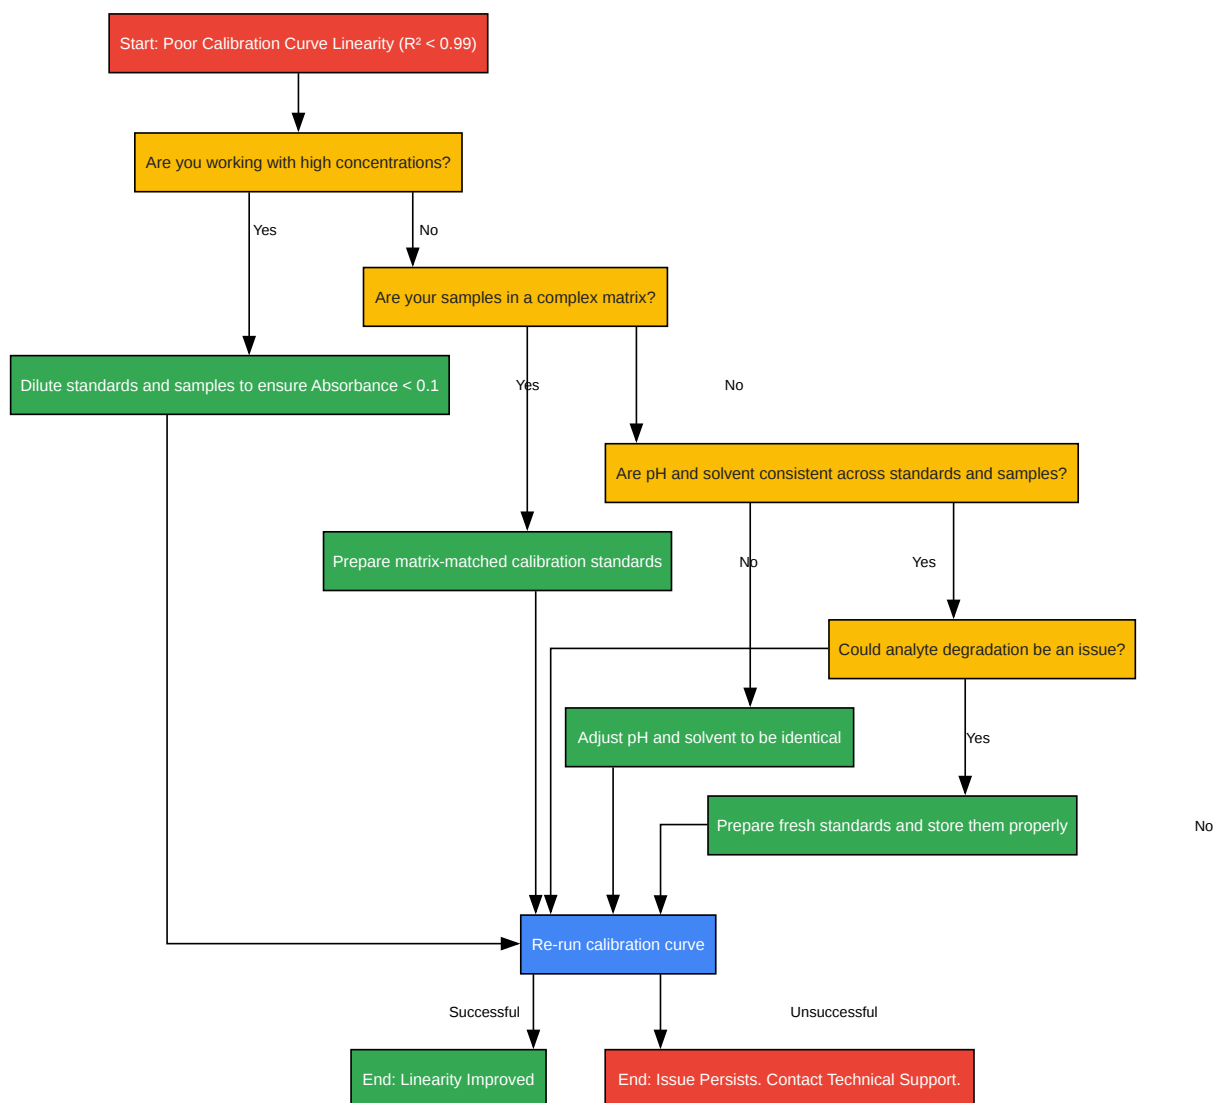 Start: Poor Calibration Curve Linearity (R² < 0.99)
Are you working with high concentrations?
Yes
No
Are your samples in a complex matrix?
Dilute standards and samples to ensure Absorbance < 0.1
Yes
No
Are pH and solvent consistent across standards and samples?
Prepare matrix-matched calibration standards
No
Yes
Could analyte degradation be an issue?
Adjust pH and solvent to be identical
Yes
Prepare fresh standards and store them properly
No
Re-run calibration curve
Successful
Unsuccessful
End: Linearity Improved
End: Issue Persists. Contact Technical Support.